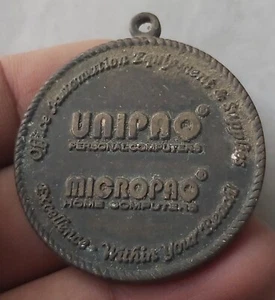 Office Automation Equipment & Supplies
UNIPAQ®
PERSONAL COMPUTERS
MICROPAQ®
HOME COMPUTERS
Excellence Within Your Reach